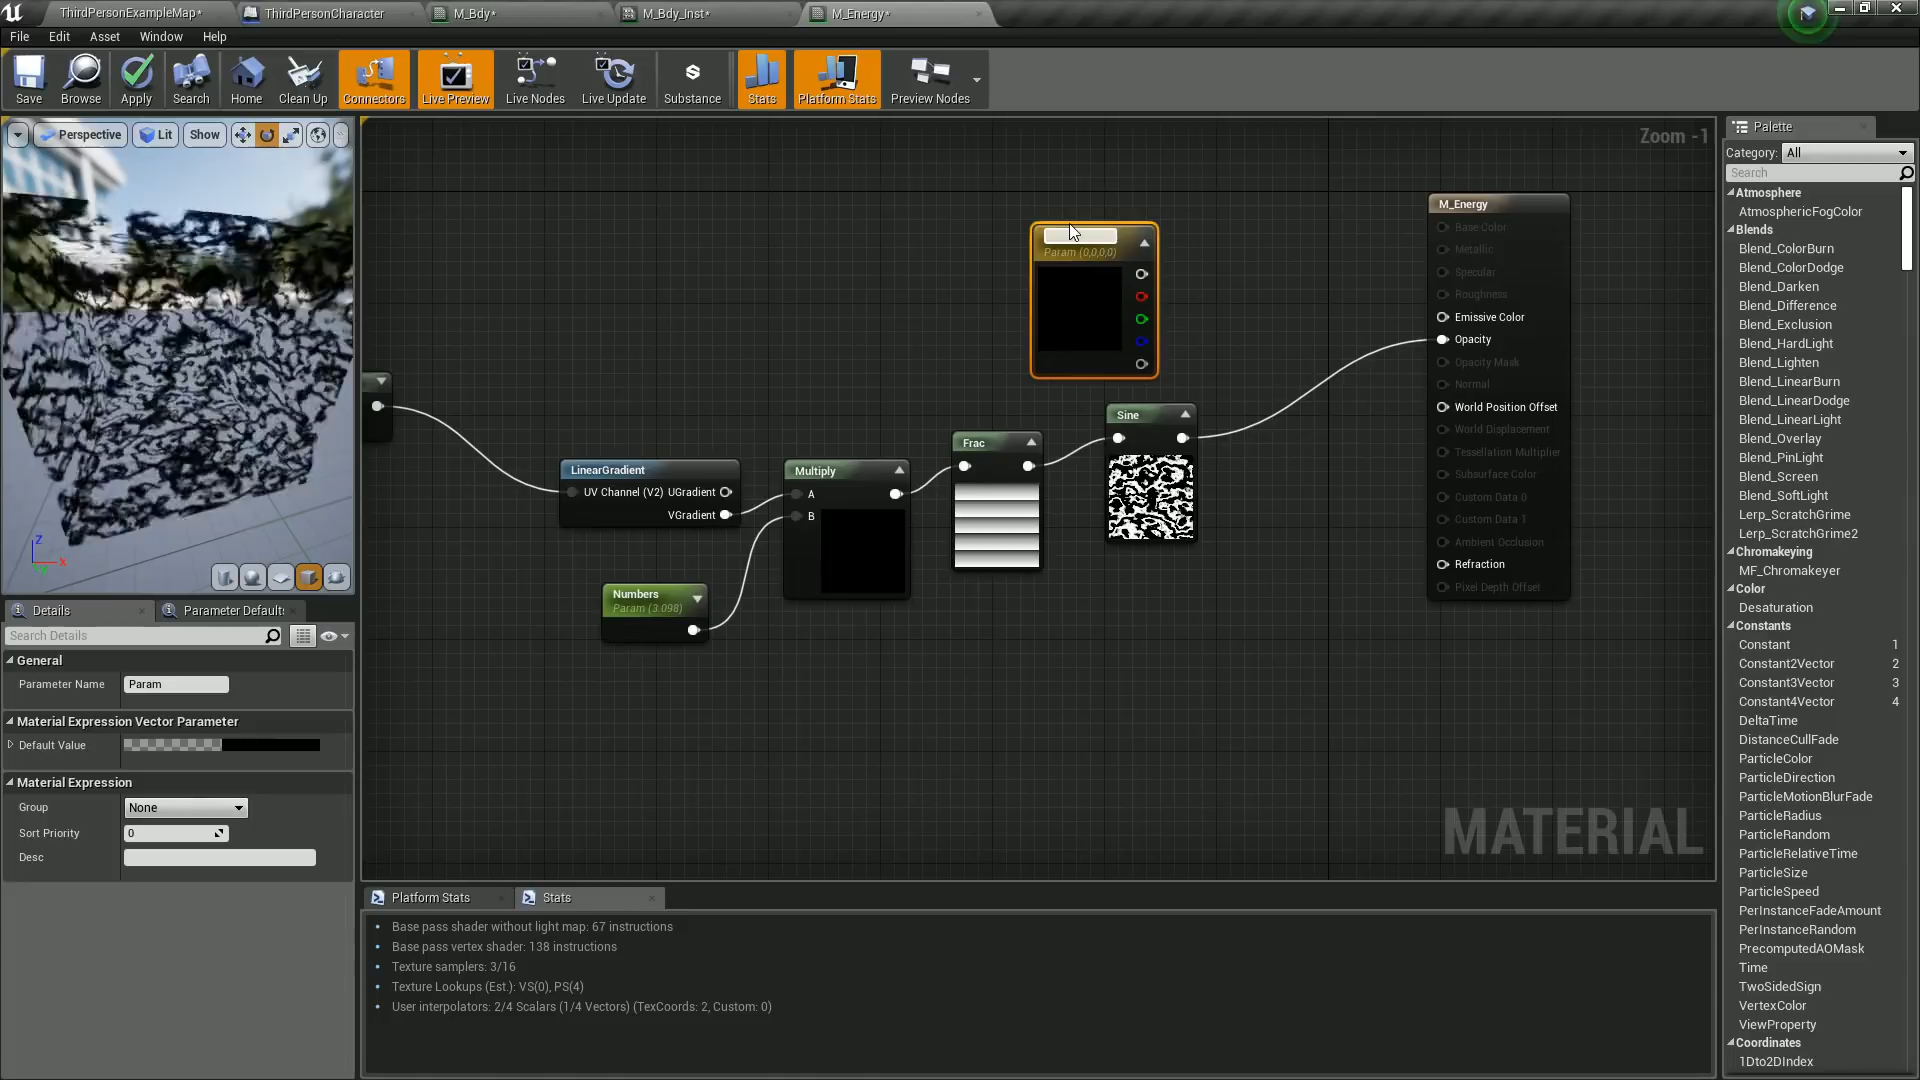 ThirdPersonExampleMap*
ThirdPersonCharacter
M_Bdy*
M_Bdy_Inst*
M_Energy*
File Edit Asset Window Help
Save Browse Apply Search Home Clean Up Connectors Live Preview Live Nodes Live Update Substance Stats Platform Stats Preview Nodes
Perspective Lit Show
Zoom -1
Param (0,0,0,0)
M_Energy
Base Color
Metallic
Specular
Roughness
Emissive Color
Opacity
Opacity Mask
Normal
World Position Offset
World Displacement
Tessellation Multiplier
Subsurface Color
Custom Data 0
Custom Data 1
Ambient Occlusion
Refraction
Pixel Depth Offset
Sine
Frac
LinearGradient
UV Channel (V2) UGradient
VGradient
Multiply
A
B
Numbers
Param (3.098)
MATERIAL
Z
X
Details
Parameter Default
Search Details
General
Parameter Name Param
Material Expression Vector Parameter
Default Value
Material Expression
Group None
Sort Priority 0
Desc
Platform Stats
Stats
Base pass shader without light map: 67 instructions
Base pass vertex shader: 138 instructions
Texture samplers: 3/16
Texture Lookups (Est.): VS(0), PS(4)
User interpolators: 2/4 Scalars (1/4 Vectors) (TexCoords: 2, Custom: 0)
Palette
Category: All
Search
Atmosphere
AtmosphericFogColor
Blends
Blend_ColorBurn
Blend_ColorDodge
Blend_Darken
Blend_Difference
Blend_Exclusion
Blend_HardLight
Blend_Lighten
Blend_LinearBurn
Blend_LinearDodge
Blend_LinearLight
Blend_Overlay
Blend_PinLight
Blend_Screen
Blend_SoftLight
Lerp_ScratchGrime
Lerp_ScratchGrime2
Chromakeying
MF_Chromakeyer
Color
Desaturation
Constants
Constant 1
Constant2Vector 2
Constant3Vector 3
Constant4Vector 4
DeltaTime
DistanceCullFade
ParticleColor
ParticleDirection
ParticleMotionBlurFade
ParticleRadius
ParticleRandom
ParticleRelativeTime
ParticleSize
ParticleSpeed
PerInstanceFadeAmount
PerInstanceRandom
PrecomputedAOMask
Time
TwoSidedSign
VertexColor
ViewProperty
Coordinates
1Dto2DIndex